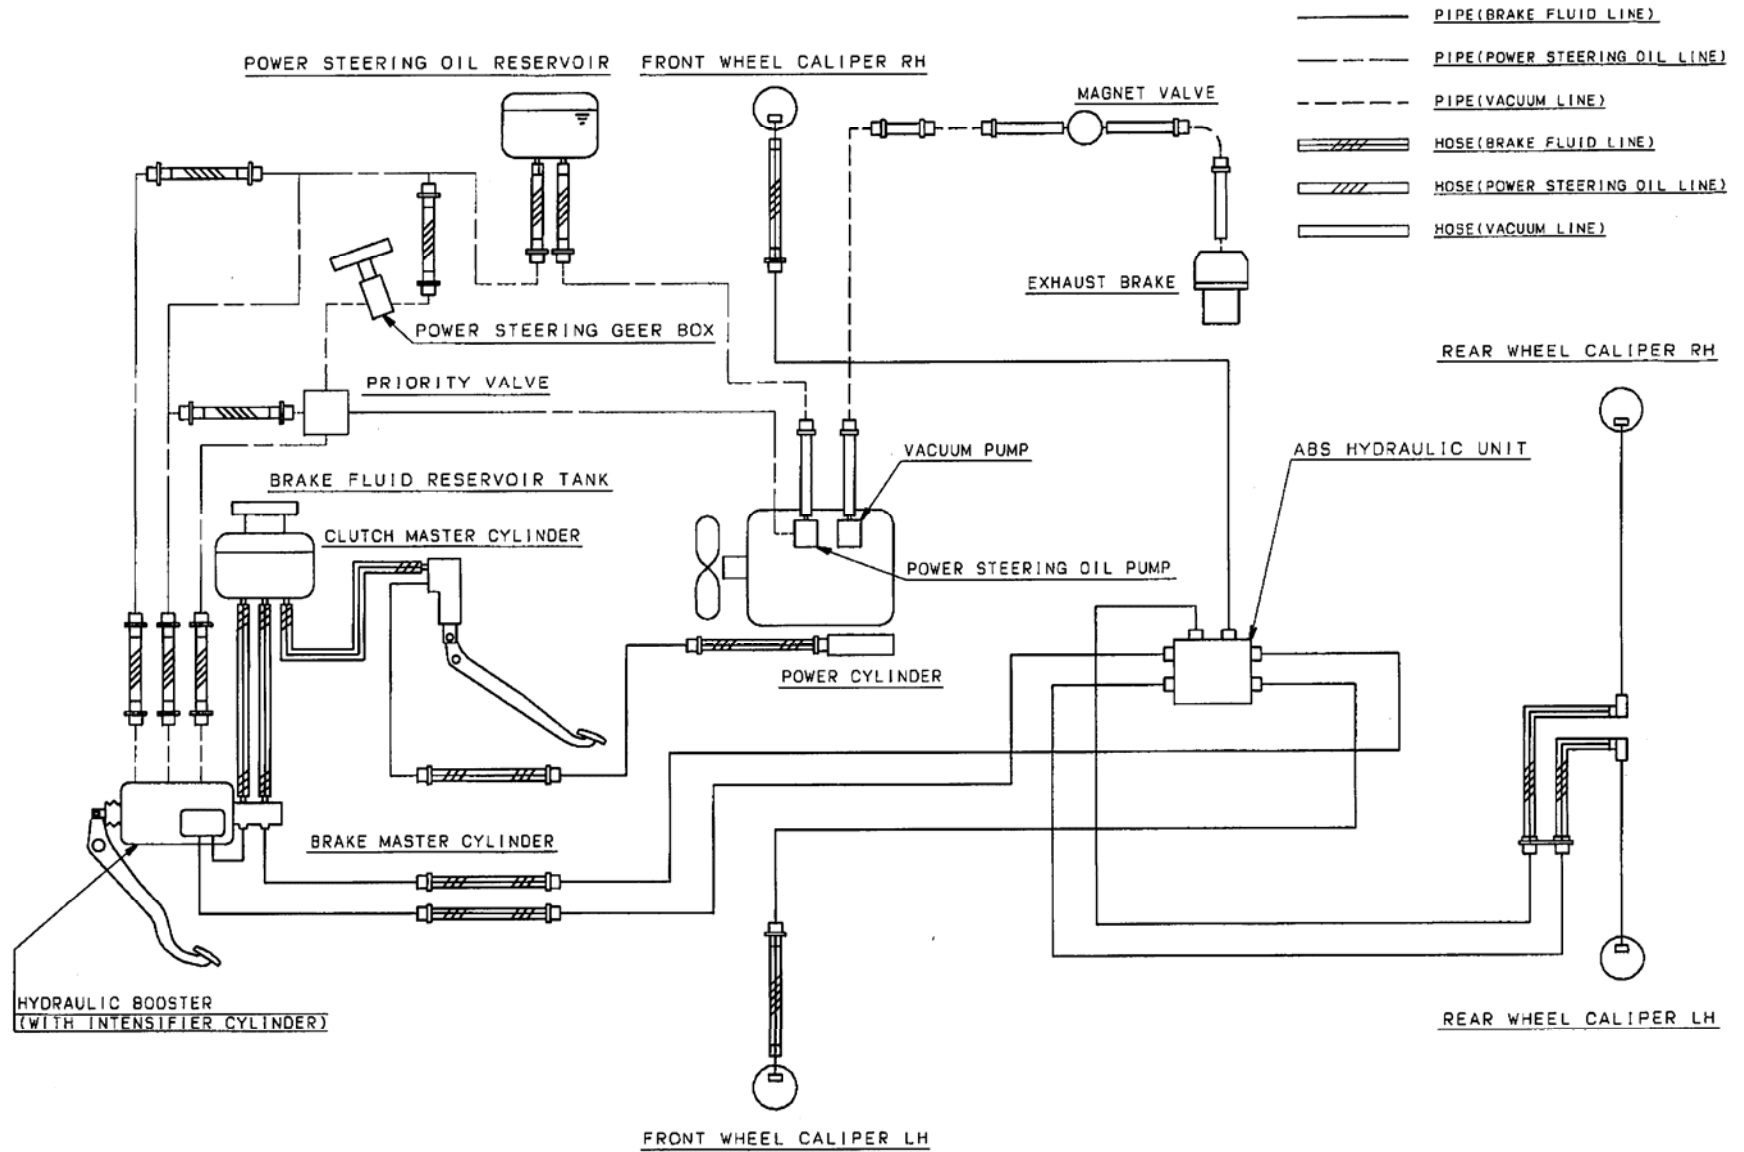 PIPE(BRAKE FLUID LINE)
POWER STEERING OIL RESERVOIR
FRONT WHEEL CALIPER RH
PIPE(POWER STEERING OIL LINE)
MAGNET VALVE
PIPE(VACUUM LINE)
HOSE(BRAKE FLUID LINE)
HOSE(POWER STEERING OIL LINE)
HOSE(VACUUM LINE)
EXHAUST BRAKE
POWER STEERING GEER BOX
REAR WHEEL CALIPER RH
PRIORITY VALVE
VACUUM PUMP
ABS HYDRAULIC UNIT
BRAKE FLUID RESERVOIR TANK
CLUTCH MASTER CYLINDER
POWER STEERING OIL PUMP
POWER CYLINDER
BRAKE MASTER CYLINDER
HYDRAULIC BOOSTER
(WITH INTENSIFIER CYLINDER)
REAR WHEEL CALIPER LH
FRONT WHEEL CALIPER LH